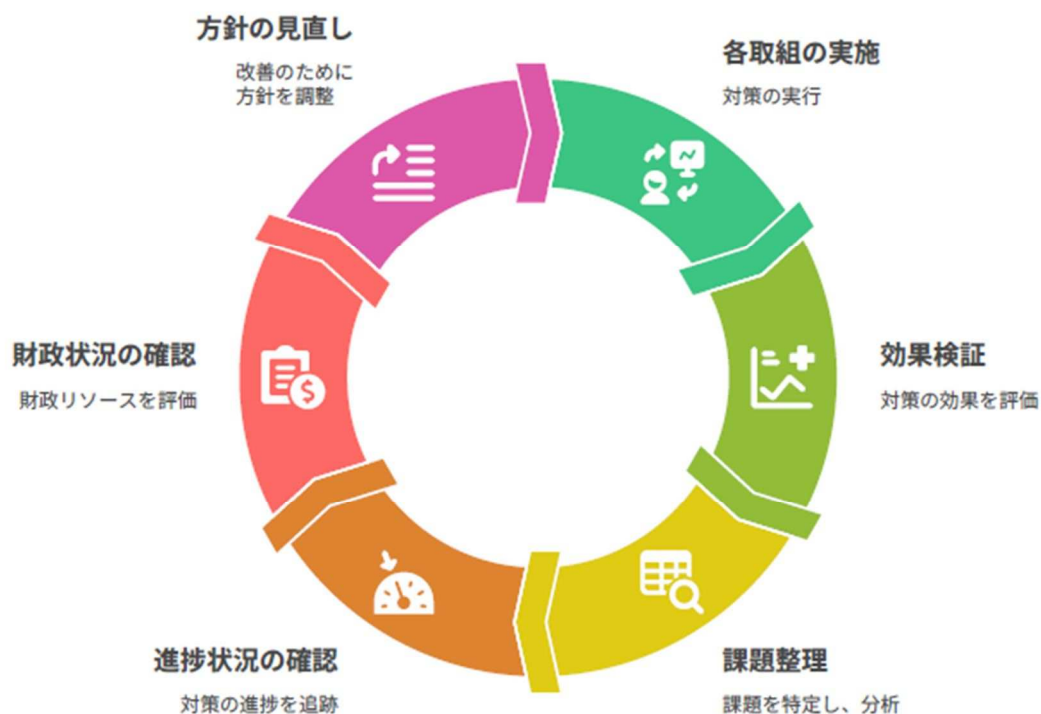 方針の見直し
改善のために
方針を調整
各取組の実施
対策の実行
効果検証
対策の効果を評価
課題整理
課題を特定し、分析
進捗状況の確認
対策の進捗を追跡
財政状況の確認
財政リソースを評価
$